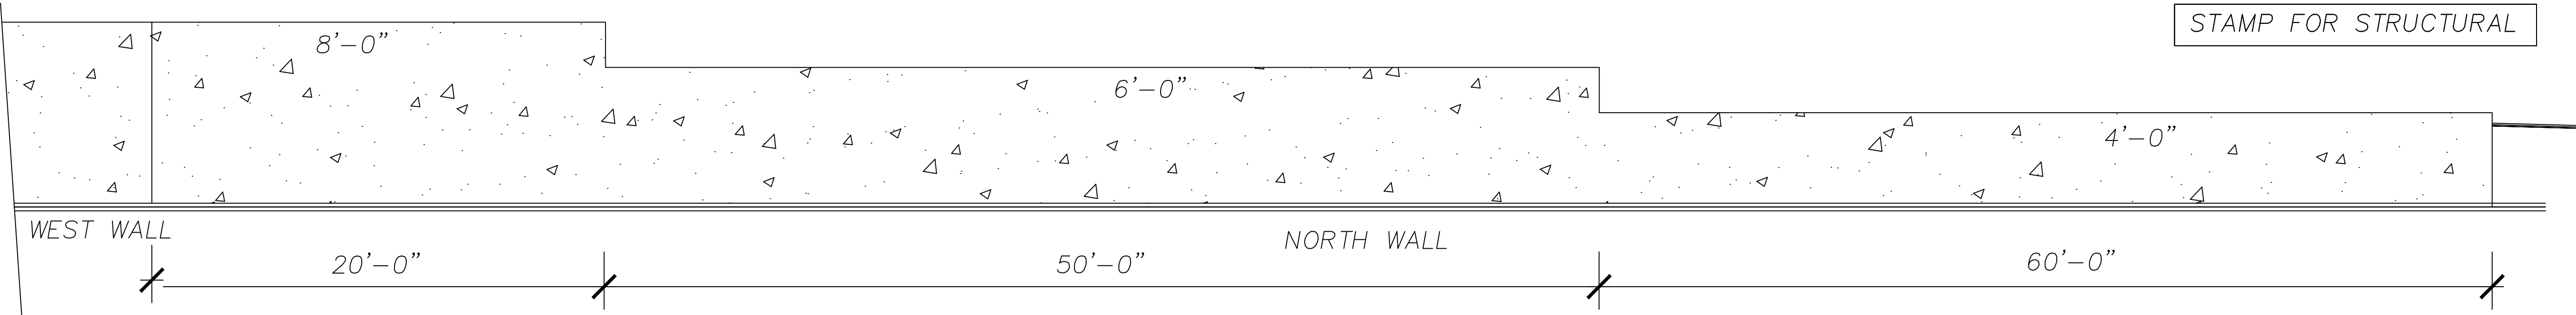 STAMP FOR STRUCTURAL
8'-0"
6'-0"
4'-0"
WEST WALL
NORTH WALL
20'-0"
50'-0"
60'-0"